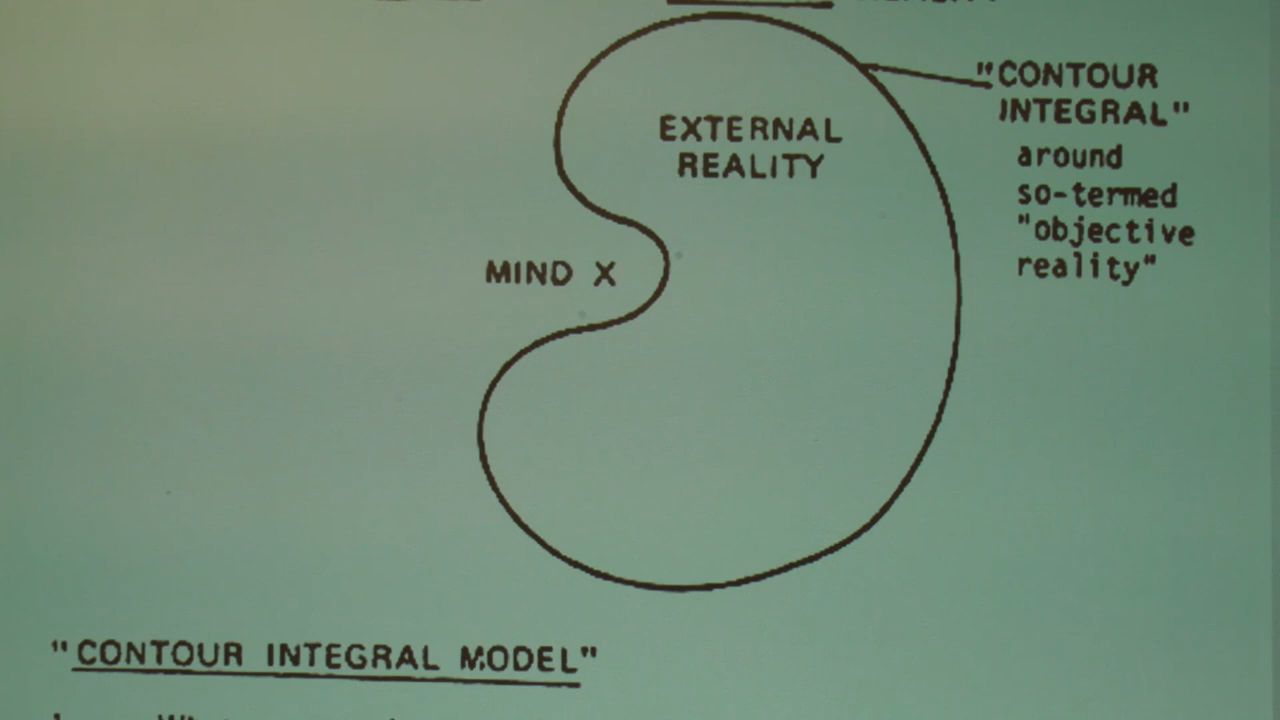 EXTERNAL
REALITY
"CONTOUR
INTEGRAL"
around
so-termed
"objective
reality"
MIND X
"CONTOUR INTEGRAL MODEL"